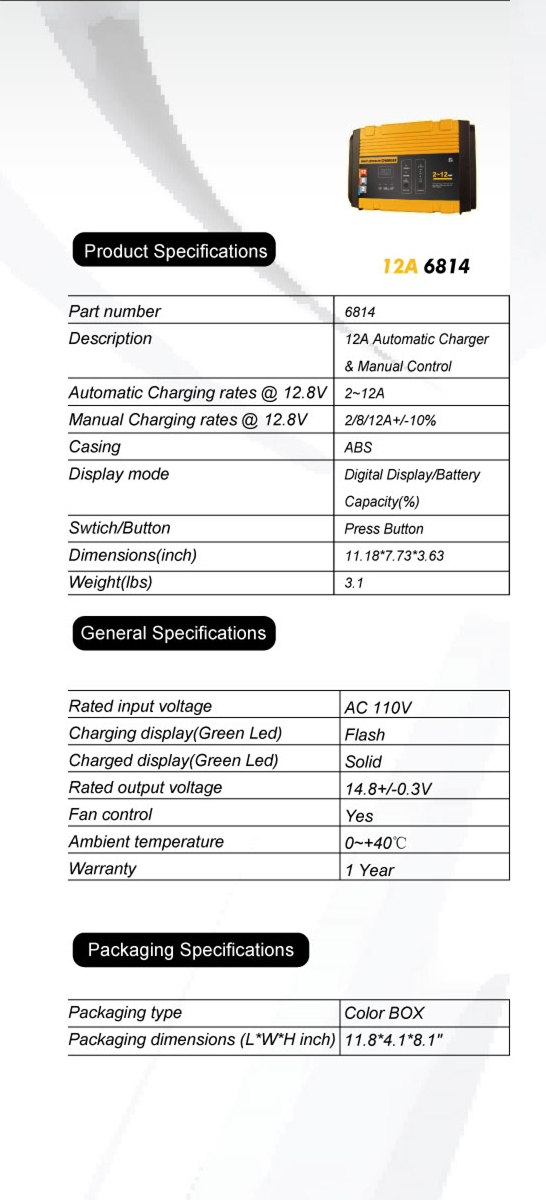 2~12
Product Specifications
12A 6814
Part number 6814
Description 12A Automatic Charger
& Manual Control
Automatic Charging rates @ 12.8V 2~12A
Manual Charging rates @ 12.8V 2/8/12A+/-10%
Casing ABS
Display mode Digital Display/Battery
Capacity(%)
Swtich/Button Press Button
Dimensions(inch) 11.18*7.73*3.63
Weight(lbs) 3.1
General Specifications
Rated input voltage AC 110V
Charging display(Green Led) Flash
Charged display(Green Led) Solid
Rated output voltage 14.8+/-0.3V
Fan control Yes
Ambient temperature 0~+40℃
Warranty 1 Year
Packaging Specifications
Packaging type Color BOX
Packaging dimensions (L*W*H inch) 11.8*4.1*8.1"